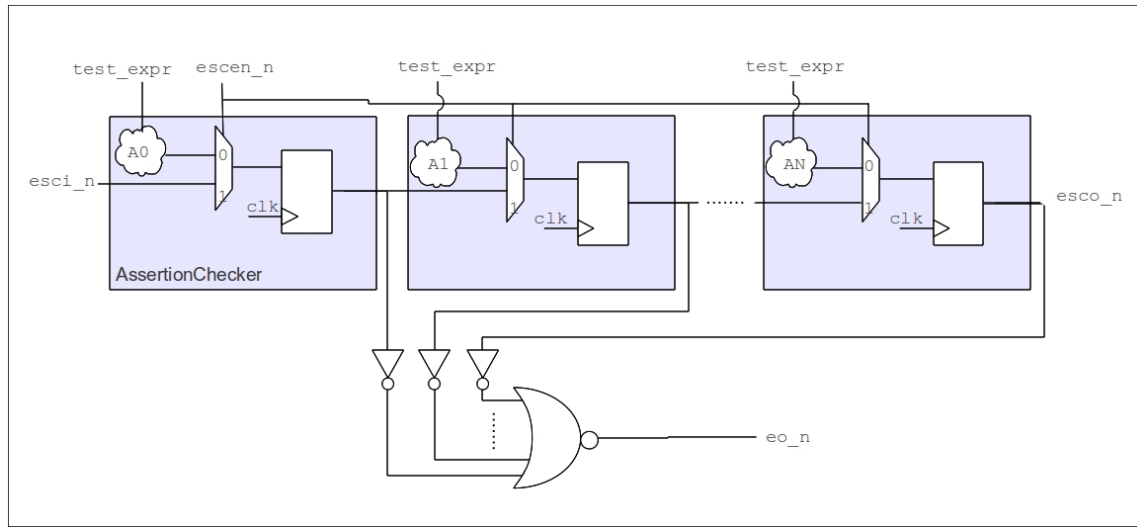 test_expr
escen_n
test_expr
test_expr
A0
0
A1
0
AN
0
esci_n
1
clk
1
clk
.......
1
clk
esco_n
AssertionChecker
eo_n